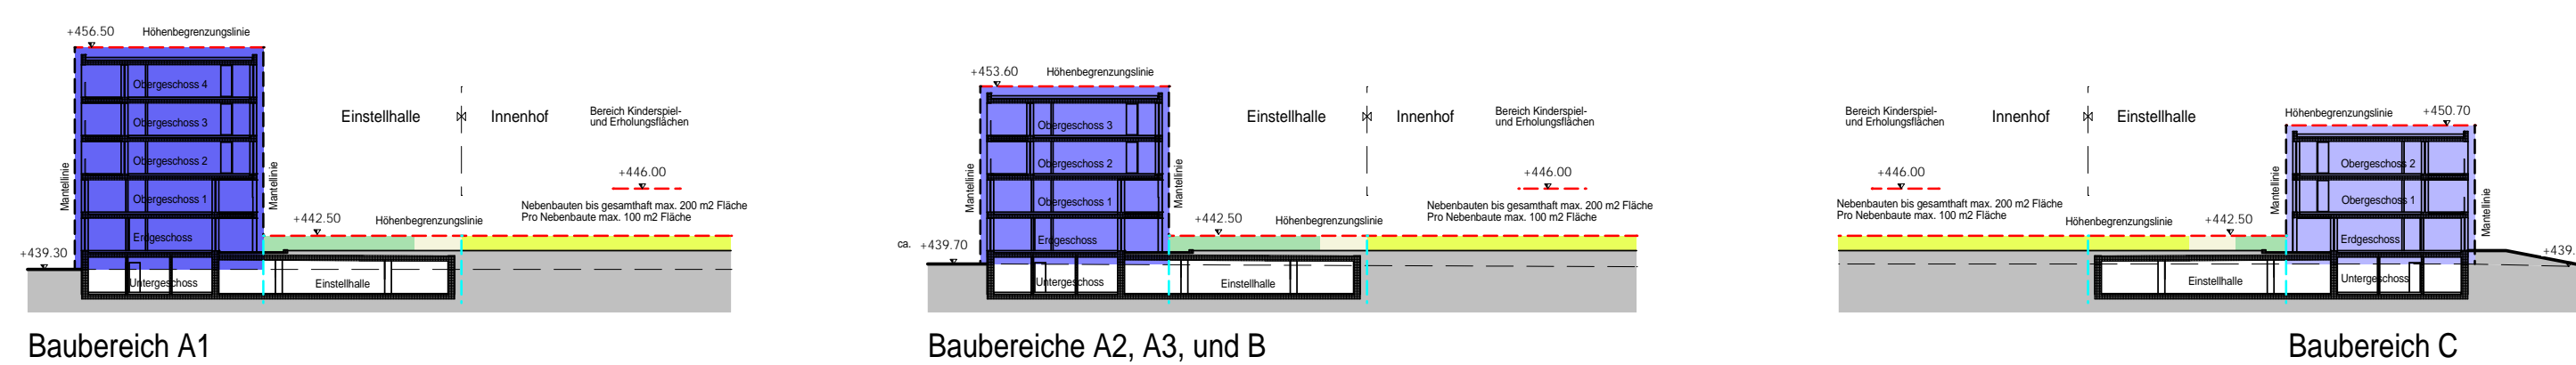 +456.50
Höhenbegrenzungslinie
Obergeschoss 4
Obergeschoss 3
Obergeschoss 2
Obergeschoss 1
Erdgeschoss
Untergeschoss
Mantellinie
Mantellinie
Einstellhalle
Innenhof
Bereich Kinderspiel-
und Erholungsflächen
+446.00
Nebenbauten bis gesamthaft max. 200 m2 Fläche
Pro Nebenbaute max. 100 m2 Fläche
+442.50
Höhenbegrenzungslinie
+439.30
Einstellhalle
Baubereich A1
+453.60
Höhenbegrenzungslinie
Obergeschoss 3
Obergeschoss 2
Obergeschoss 1
Erdgeschoss
Untergeschoss
Mantellinie
Mantellinie
Einstellhalle
Innenhof
Bereich Kinderspiel-
und Erholungsflächen
+446.00
Nebenbauten bis gesamthaft max. 200 m2 Fläche
Pro Nebenbaute max. 100 m2 Fläche
+442.50
Höhenbegrenzungslinie
ca. +439.70
Einstellhalle
Baubereiche A2, A3, und B
Bereich Kinderspiel-
und Erholungsflächen
Innenhof
Einstellhalle
+446.00
Nebenbauten bis gesamthaft max. 200 m2 Fläche
Pro Nebenbaute max. 100 m2 Fläche
Höhenbegrenzungslinie
+442.50
Höhenbegrenzungslinie
+450.70
Mantellinie
Mantellinie
Obergeschoss 2
Obergeschoss 1
Erdgeschoss
Untergeschoss
Einstellhalle
+439.
Baubereich C